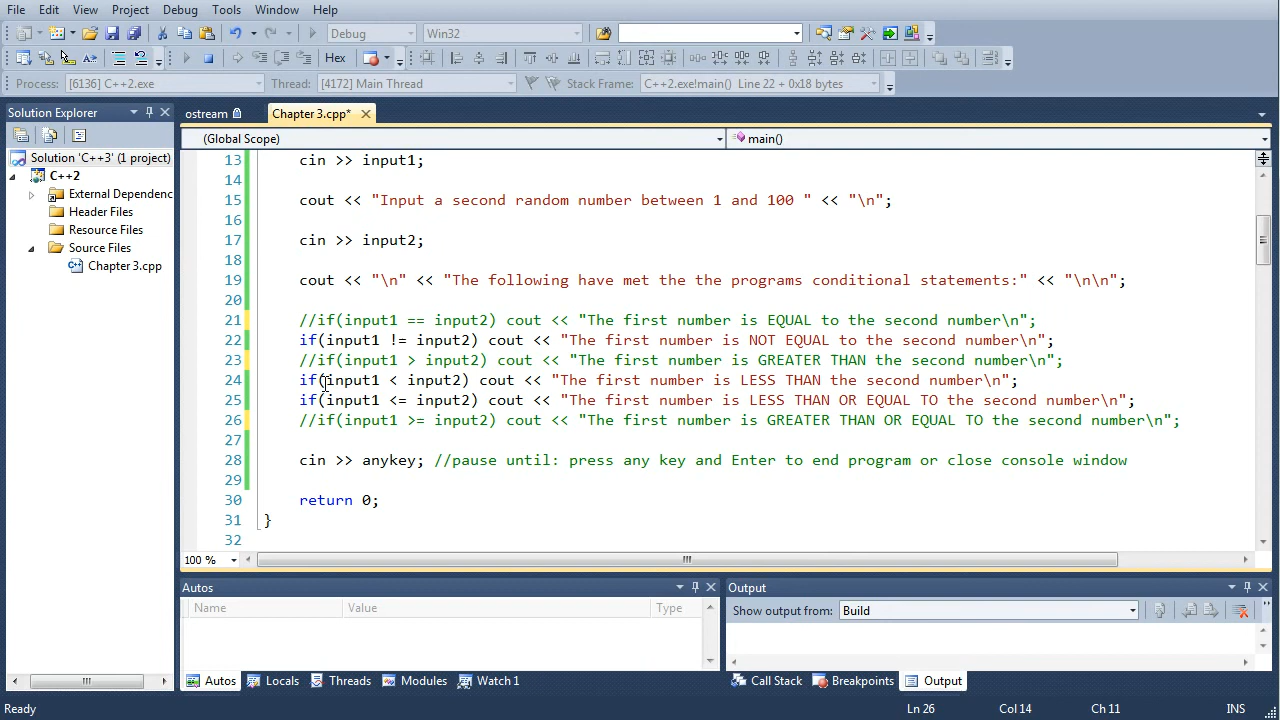 File Edit View Project Debug Tools Window Help
Debug Win32
Hex
Process: [6136] C++2.exe Thread: [4172] Main Thread Stack Frame: C++2.exe!main() Line 22 + 0x18 bytes
Solution Explorer
Solution 'C++3' (1 project)
C++2
External Dependenc
Header Files
Resource Files
Source Files
Chapter 3.cpp
ostream Chapter 3.cpp*
(Global Scope) main()
13 cin >> input1;
14
15 cout << "Input a second random number between 1 and 100 " << "\n";
16
17 cin >> input2;
18
19 cout << "\n" << "The following have met the the programs conditional statements:" << "\n\n";
20
21 //if(input1 == input2) cout << "The first number is EQUAL to the second number\n";
22 if(input1 != input2) cout << "The first number is NOT EQUAL to the second number\n";
23 //if(input1 > input2) cout << "The first number is GREATER THAN the second number\n";
24 if(input1 < input2) cout << "The first number is LESS THAN the second number\n";
25 if(input1 <= input2) cout << "The first number is LESS THAN OR EQUAL TO the second number\n";
26 //if(input1 >= input2) cout << "The first number is GREATER THAN OR EQUAL TO the second number\n";
27
28 cin >> anykey; //pause until: press any key and Enter to end program or close console window
29
30 return 0;
31 }
32
100 %
Autos
Name Value Type
Autos Locals Threads Modules Watch 1
Output
Show output from: Build
Call Stack Breakpoints Output
Ready Ln 26 Col 14 Ch 11 INS